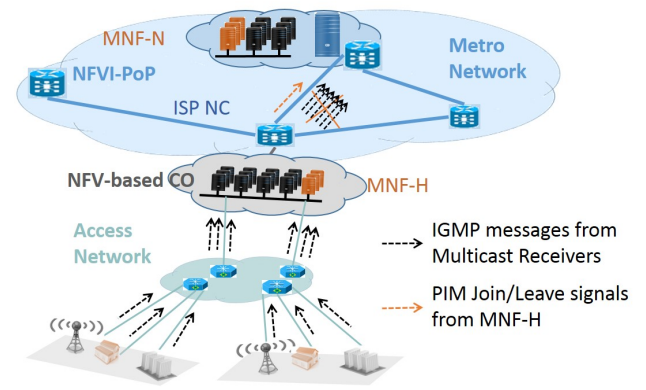 MNF-N
Metro
Network
NFVI-PoP
ISP NC
NFV-based CO
MNF-H
Access
Network
IGMP messages from
Multicast Receivers
PIM Join/Leave signals
from MNF-H